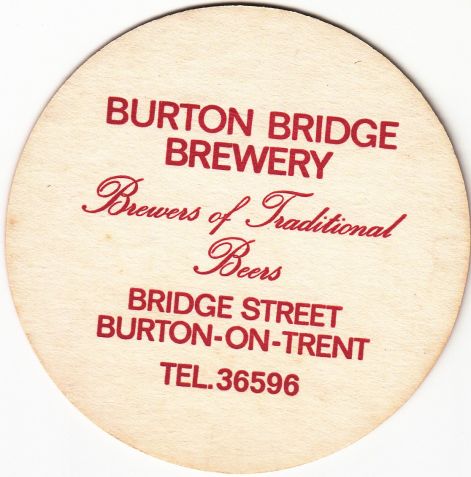 BURTON BRIDGE
BREWERY
Brewers of Traditional
Beers
BRIDGE STREET
BURTON-ON-TRENT
TEL.36596